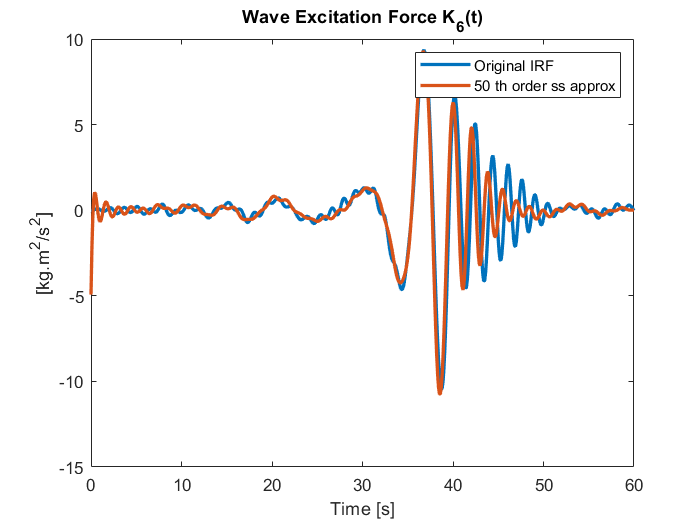 Wave Excitation Force K₆(t)
Original IRF
50 th order ss approx
10
5
0
-5
-10
-15
[kg.m²/s²]
0 10 20 30 40 50 60
Time [s]